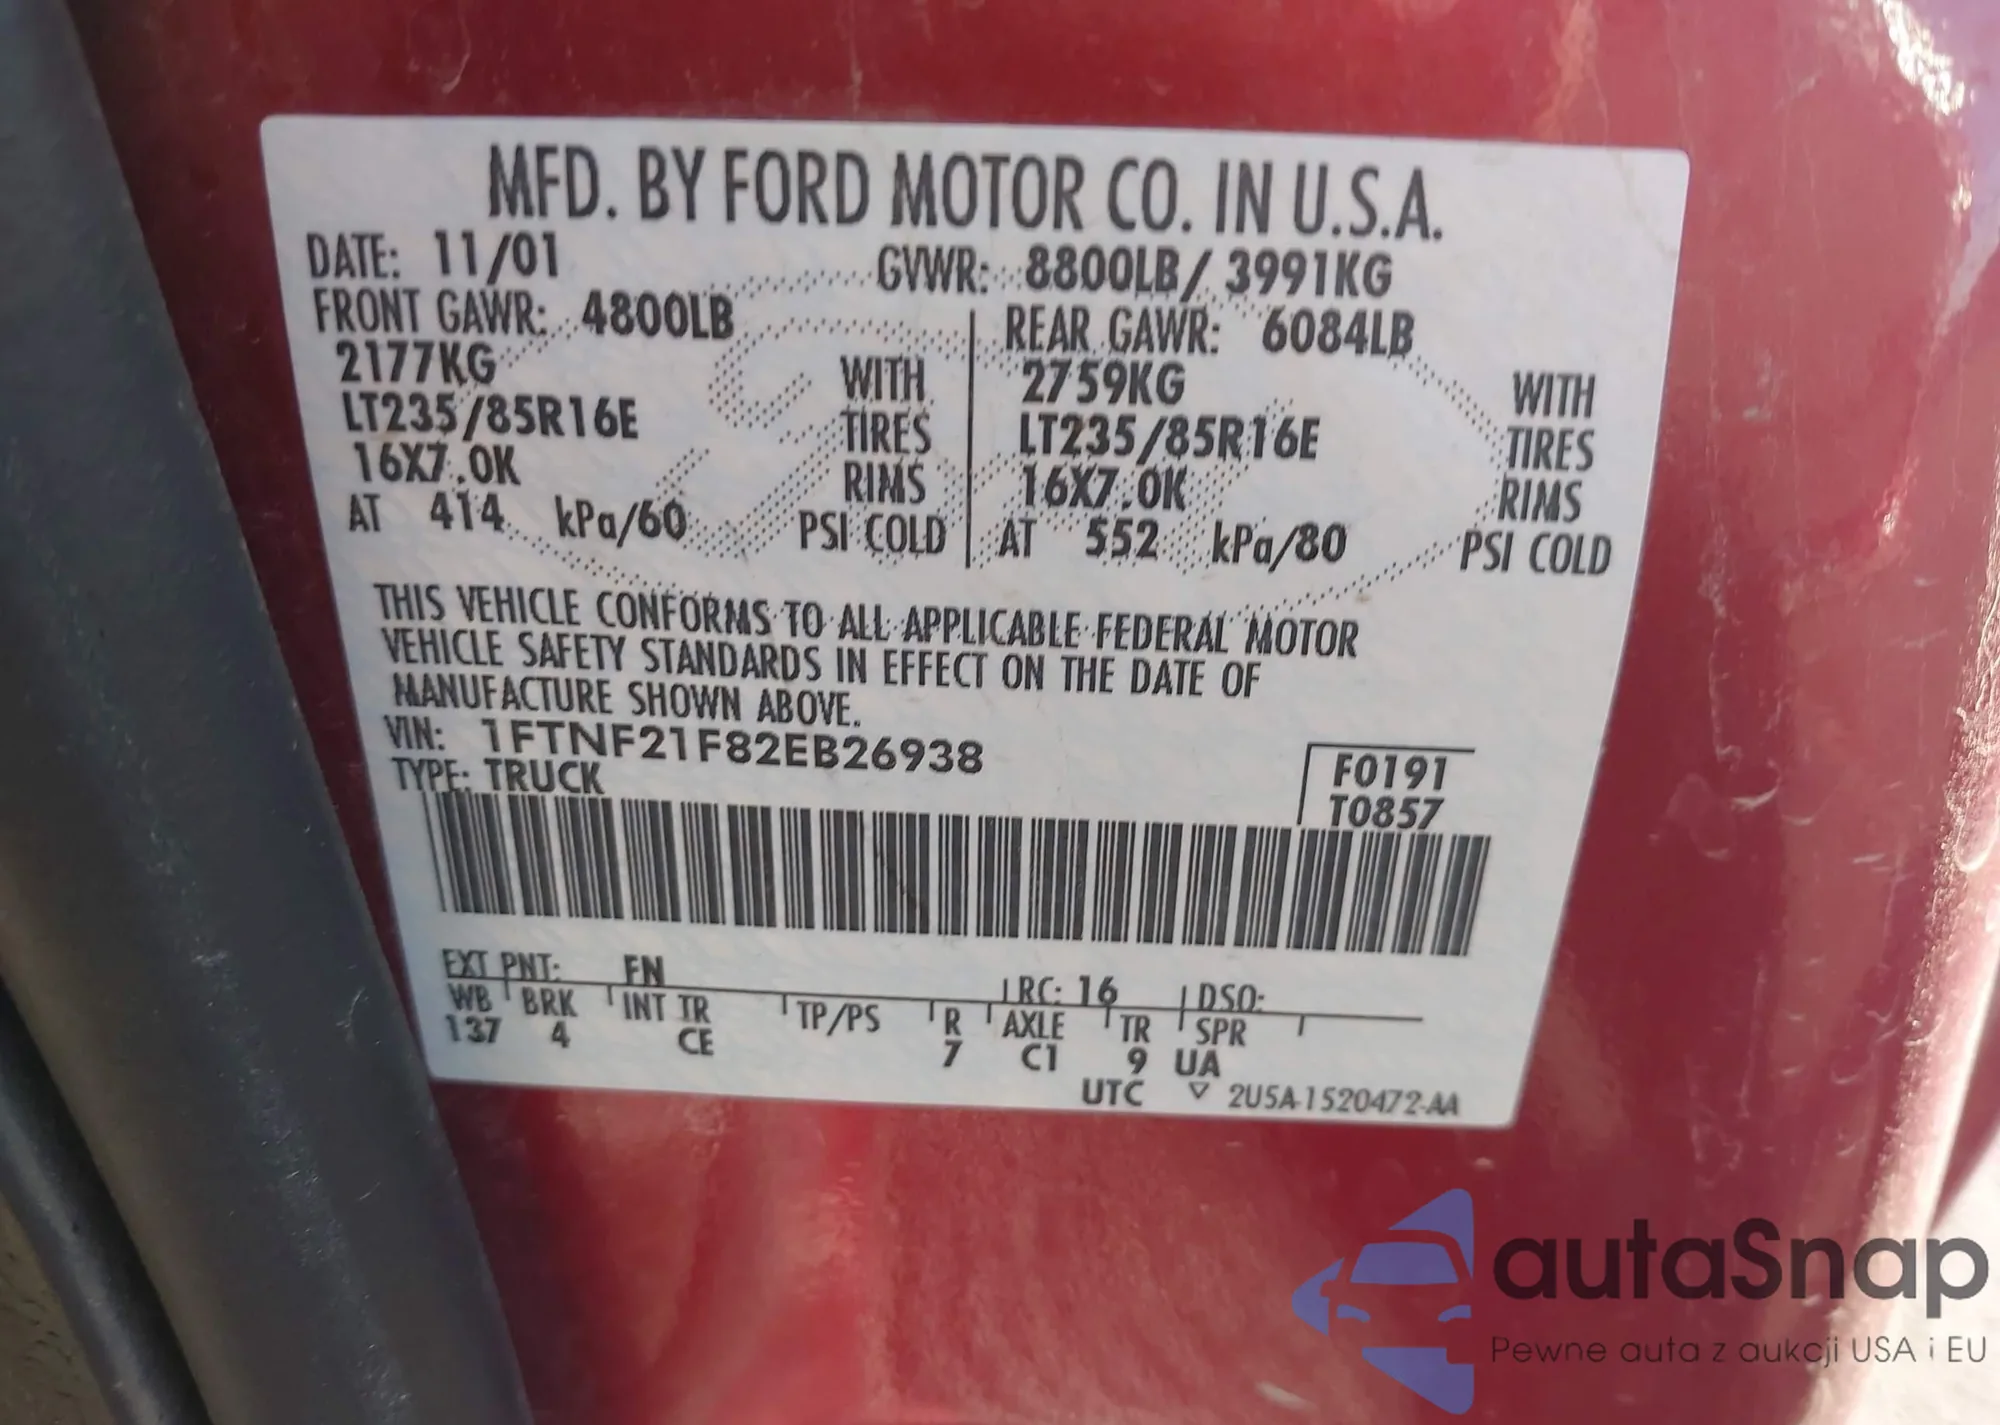 MFD. BY FORD MOTOR CO. IN U.S.A.
DATE: 11/01 GVWR: 8800LB/ 3991KG
FRONT GAWR: 4800LB REAR GAWR: 6084LB
2177KG WITH 2759KG WITH
LT235/85R16E TIRES LT235/85R16E TIRES
16X7.0K RIMS 16X7.0K RIMS
AT 414 kPa/60 PSI COLD AT 552 kPa/80 PSI COLD
THIS VEHICLE CONFORMS TO ALL APPLICABLE FEDERAL MOTOR
VEHICLE SAFETY STANDARDS IN EFFECT ON THE DATE OF
MANUFACTURE SHOWN ABOVE.
VIN: 1FTNF21F82EB26938 F0191
TYPE: TRUCK T0857
EXT PNT: FN RC: 16 DSO:
WB BRK INT TR TP/PS R AXLE TR SPR
137 4 CE 7 C1 9 UA
UTC ▽ 2U5A-1520472-AA
autaSnap
Pewne auta z aukcji USA i EU